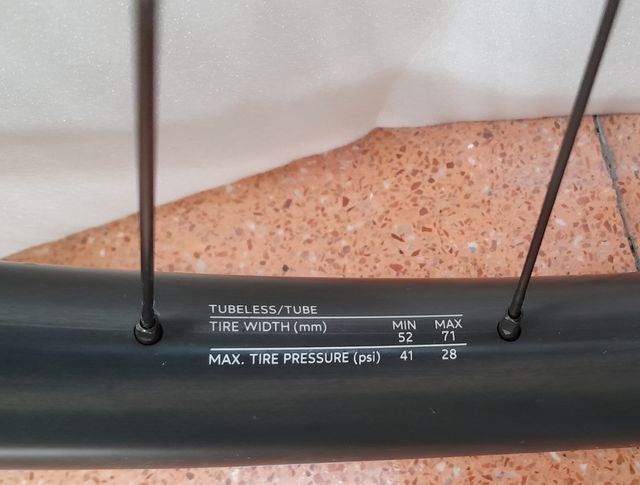 TUBELESS/TUBE
TIRE WIDTH (mm) MIN MAX
52 71
MAX. TIRE PRESSURE (psi) 41 28